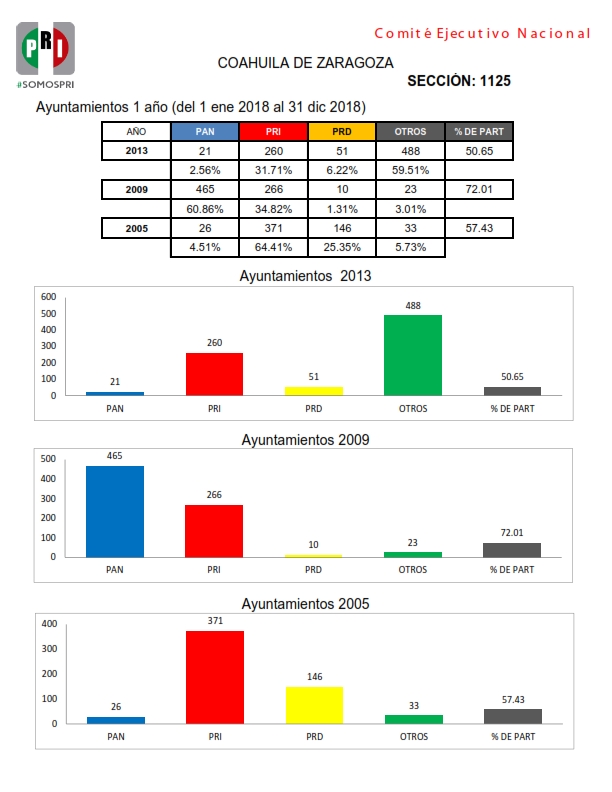 Comité Ejecutivo Nacional
PRI
#SOMOSPRI
COAHUILA DE ZARAGOZA
SECCIÓN: 1125
Ayuntamientos 1 año (del 1 ene 2018 al 31 dic 2018)
AÑO PAN PRI PRD OTROS % DE PART
2013 21 260 51 488 50.65
2.56% 31.71% 6.22% 59.51%
2009 465 266 10 23 72.01
60.86% 34.82% 1.31% 3.01%
2005 26 371 146 33 57.43
4.51% 64.41% 25.35% 5.73%
Ayuntamientos 2013
600
500
400
300
200
100
0
21 260 51 488 50.65
PAN PRI PRD OTROS % DE PART
Ayuntamientos 2009
500
400
300
200
100
0
465 266 10 23 72.01
PAN PRI PRD OTROS % DE PART
Ayuntamientos 2005
400
300
200
100
0
26 371 146 33 57.43
PAN PRI PRD OTROS % DE PART